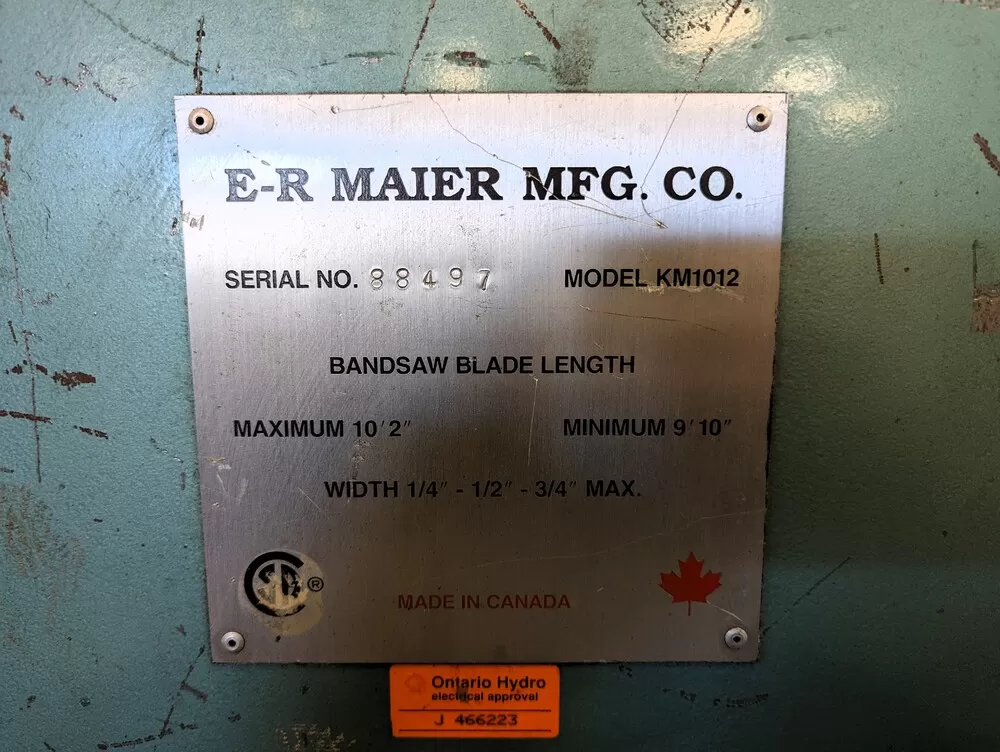 E-R MAIER MFG. CO.
SERIAL NO. 88497 MODEL KM1012
BANDSAW BLADE LENGTH
MAXIMUM 10'2" MINIMUM 9'10"
WIDTH 1/4" - 1/2" - 3/4" MAX.
®
MADE IN CANADA
Ontario Hydro
electrical approval
J 466223